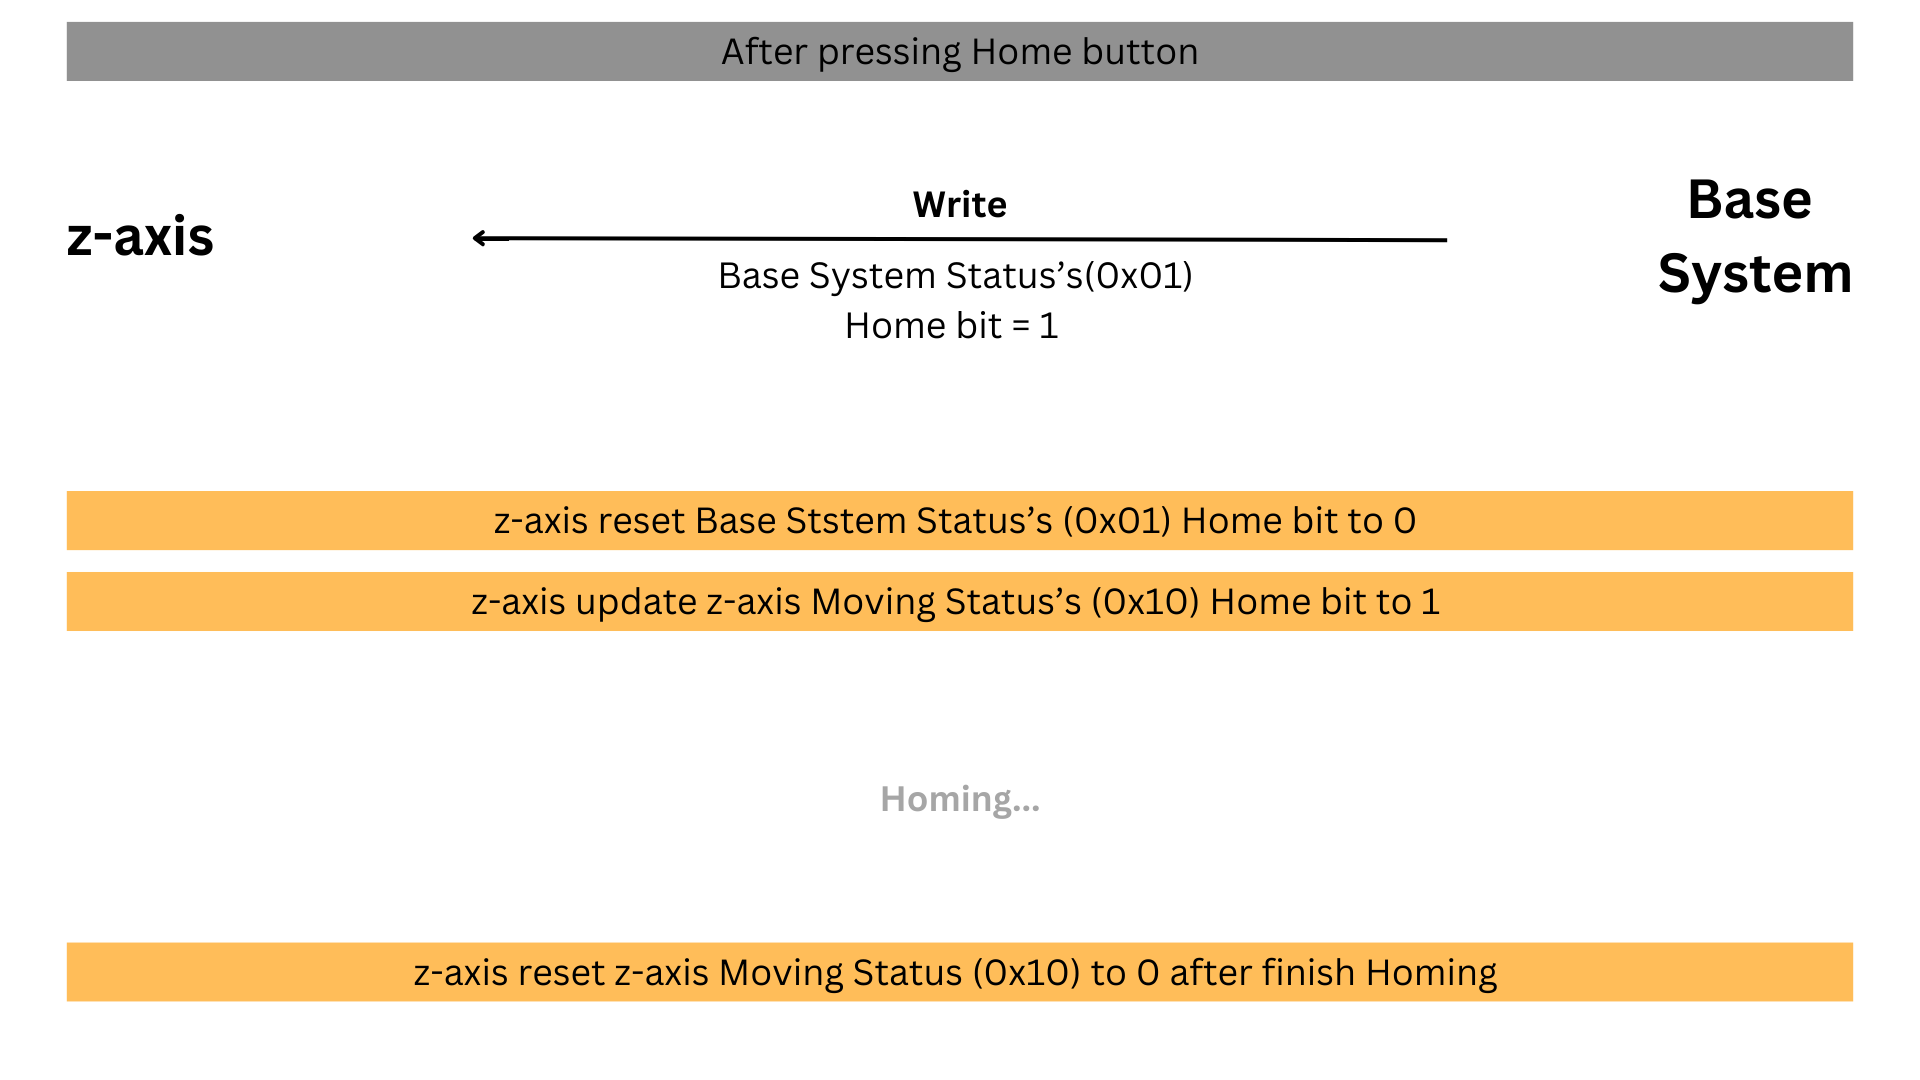 After pressing Home button
z-axis
Write
Base System Status’s(0x01)
Home bit = 1
Base
System
z-axis reset Base Ststem Status’s (0x01) Home bit to 0
z-axis update z-axis Moving Status’s (0x10) Home bit to 1
Homing...
z-axis reset z-axis Moving Status (0x10) to 0 after finish Homing